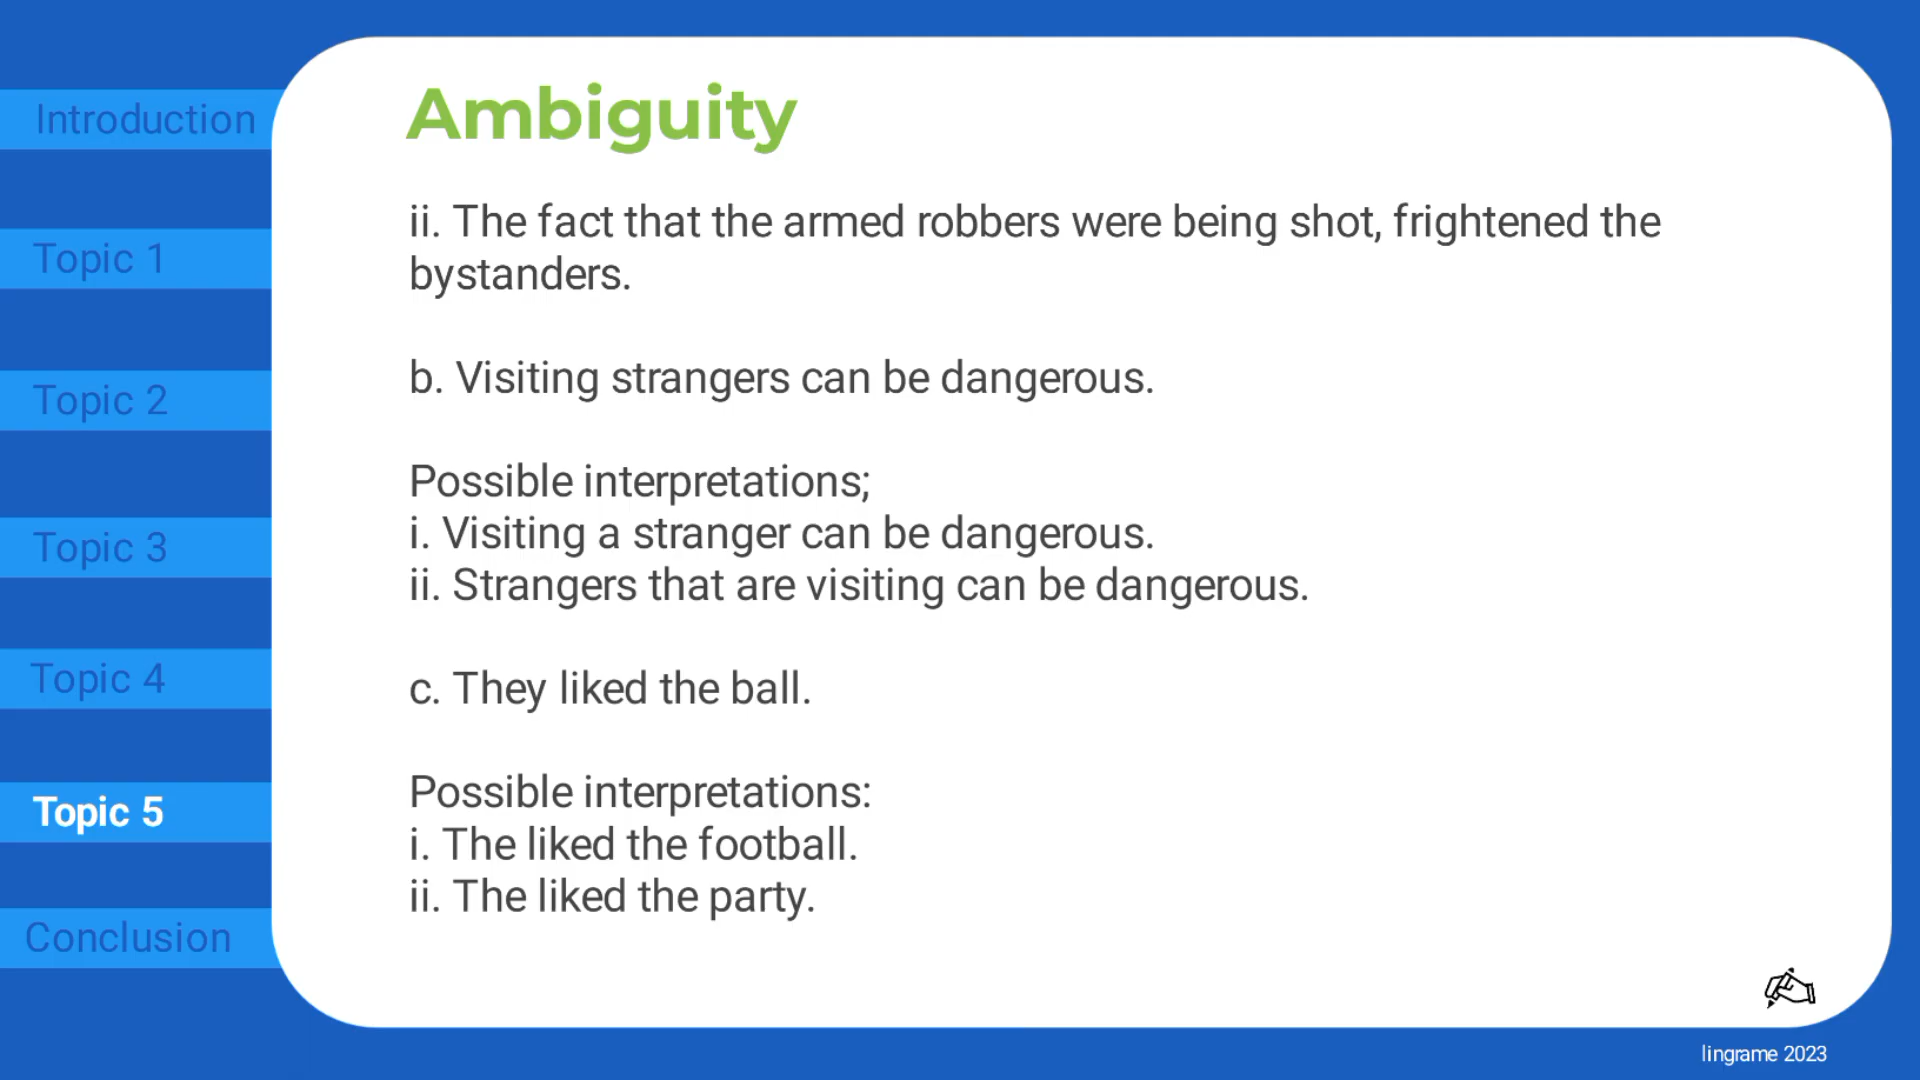 Introduction
Topic 1
Topic 2
Topic 3
Topic 4
Topic 5
Conclusion
Ambiguity
ii. The fact that the armed robbers were being shot, frightened the
bystanders.
b. Visiting strangers can be dangerous.
Possible interpretations;
i. Visiting a stranger can be dangerous.
ii. Strangers that are visiting can be dangerous.
c. They liked the ball.
Possible interpretations:
i. The liked the football.
ii. The liked the party.
lingrame 2023